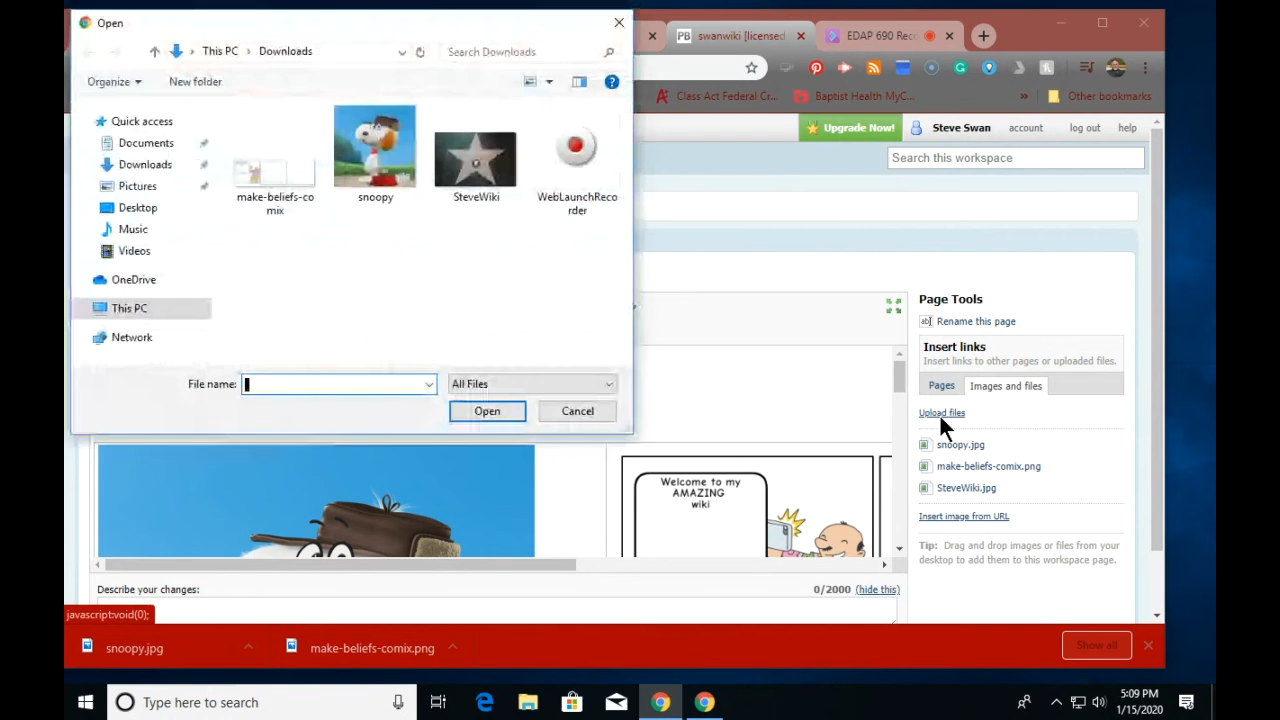 Open
This PC
Downloads
Search Downloads
Organize
New folder
Quick access
Documents
Downloads
Pictures
Desktop
Music
Videos
OneDrive
This PC
Network
make-beliefs-co
mix
snoopy
SteveWiki
WebLaunchReco
rder
File name:
All Files
Open
Cancel
PB swanwiki [licensed
EDAP 690 Reco
Class Act Federal Cr...
Baptist Health MyC...
»
Other bookmarks
Upgrade Now!
Steve Swan
account
log out
help
Search this workspace
Page Tools
Rename this page
Insert links
Insert links to other pages or uploaded files.
Pages
Images and files
Upload files
snoopy.jpg
make-beliefs-comix.png
SteveWiki.jpg
Insert image from URL
Tip: Drag and drop images or files from your
desktop to add them to this workspace page.
Welcome to my
AMAZING
wiki
Describe your changes:
0/2000 (hide this)
javascript:void(0);
snoopy.jpg
make-beliefs-comix.png
Show all
Type here to search
5:09 PM
1/15/2020